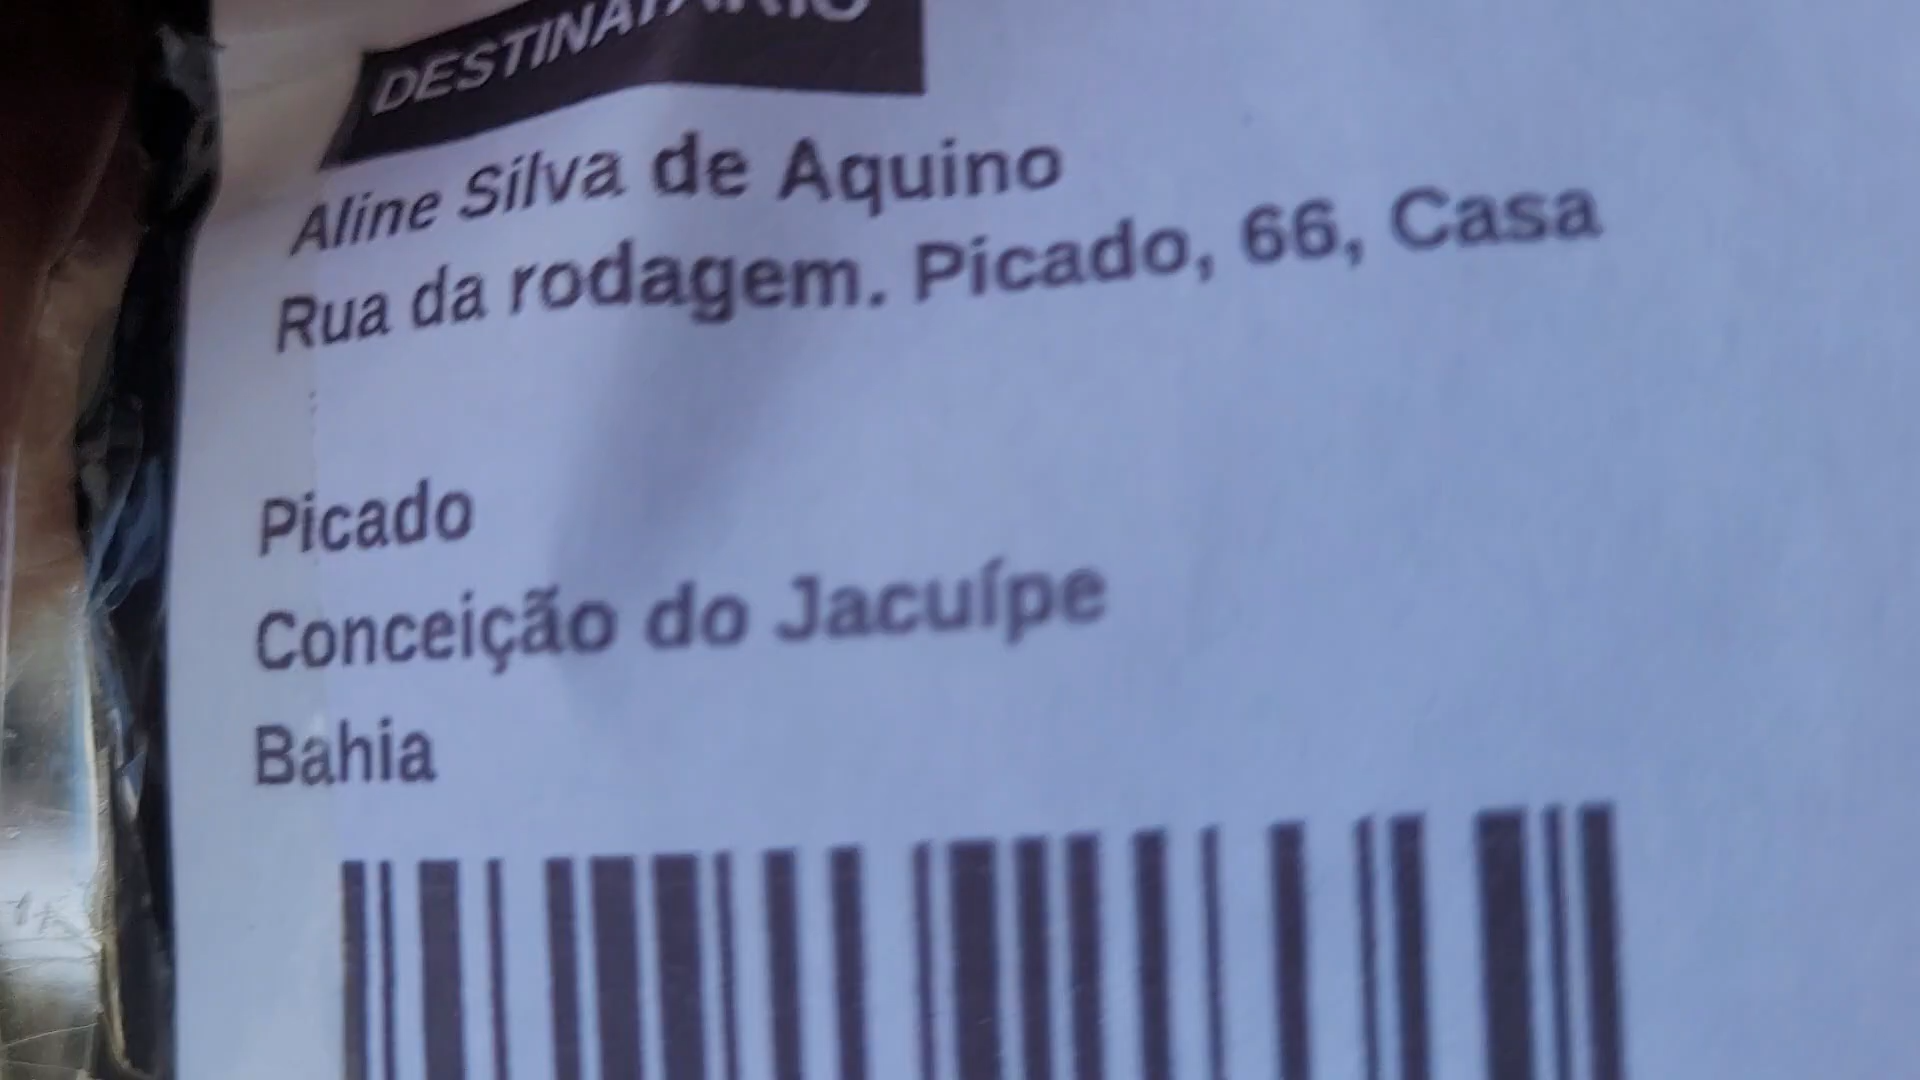 DESTINATÁRIO
Aline Silva de Aquino
Rua da rodagem. Picado, 66, Casa
Picado
Conceição do Jacuípe
Bahia